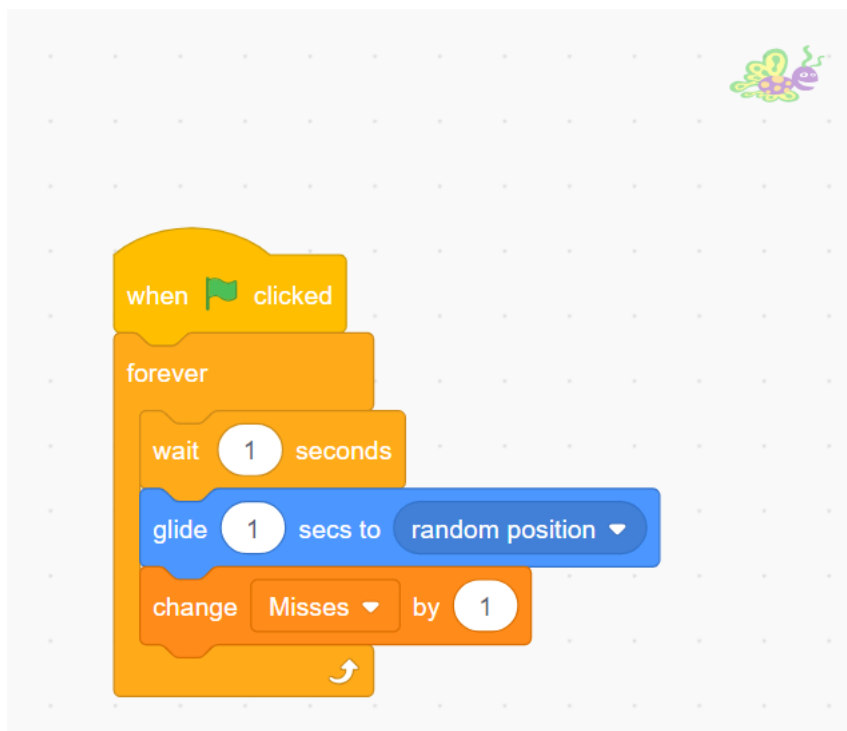 when clicked
forever
wait 1 seconds
glide 1 secs to random position
change Misses by 1